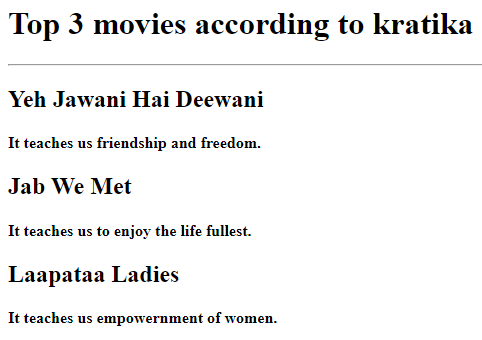 Top 3 movies according to kratika
Yeh Jawani Hai Deewani
It teaches us friendship and freedom.
Jab We Met
It teaches us to enjoy the life fullest.
Laapataa Ladies
It teaches us empowernment of women.